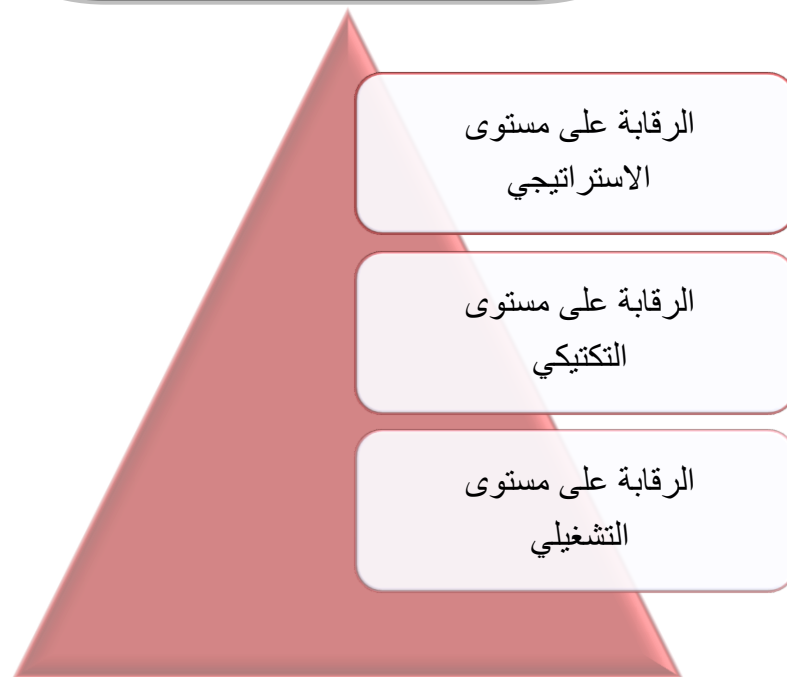 الرقابة على مستوى
الاستراتيجي
الرقابة على مستوى
التكتيكي
الرقابة على مستوى
التشغيلي